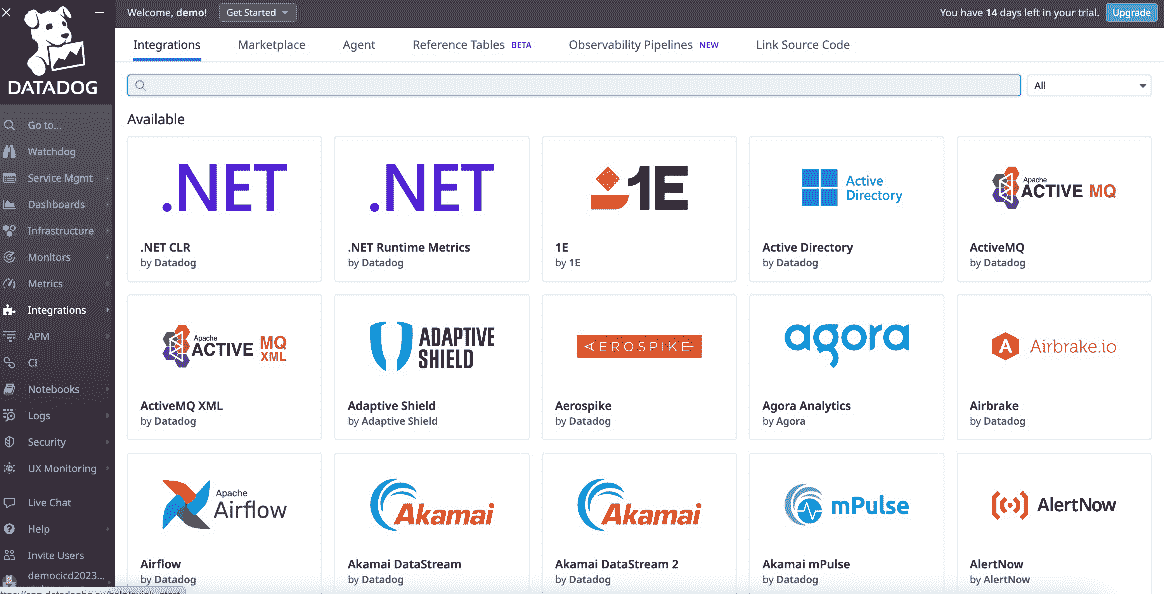 Welcome, demo!
Get Started
You have 14 days left in your trial.
Upgrade
DATADOG
Go to...
Watchdog
Service Mgmt
Dashboards
Infrastructure
Monitors
Metrics
Integrations
APM
CI
Notebooks
Logs
Security
UX Monitoring
Live Chat
Help
Invite Users
democicd2023...
Integrations
Marketplace
Agent
Reference Tables BETA
Observability Pipelines NEW
Link Source Code
All
Available
.NET
.NET CLR
by Datadog
.NET
.NET Runtime Metrics
by Datadog
1E
1E
by 1E
Active
Directory
Active Directory
by Datadog
Apache
ACTIVE MQ
ActiveMQ
by Datadog
Apache
ACTIVE MQ
XML
ActiveMQ XML
by Datadog
ADAPTIVE
SHIELD
Adaptive Shield
by Adaptive Shield
AEROSPIKE
Aerospike
by Datadog
agora
Agora Analytics
by Agora
Airbrake.io
Airbrake
by Datadog
Apache
Airflow
Airflow
by Datadog
Akamai
Akamai DataStream
by Datadog
Akamai
Akamai DataStream 2
by Datadog
mPulse
Akamai mPulse
by Datadog
AlertNow
AlertNow
by AlertNow